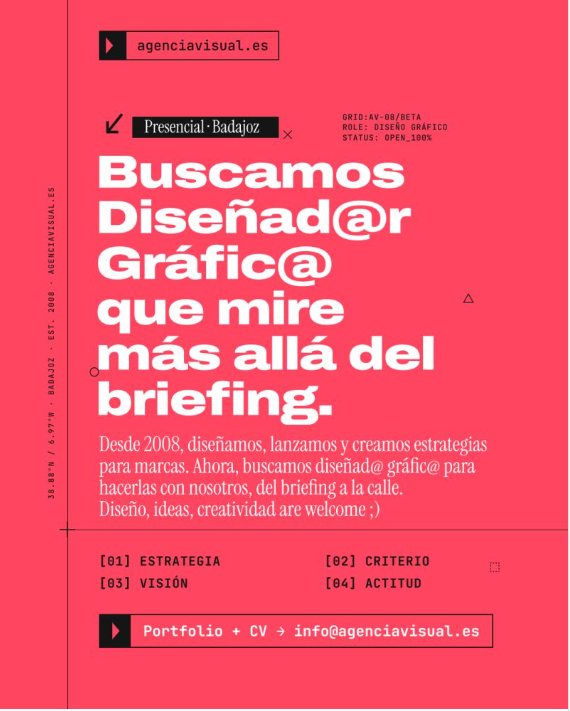 agenciavisual.es
Presencial · Badajoz
GRID:AV-08/BETA
ROLE: DISEÑO GRÁFICO
STATUS: OPEN_100%
Buscamos
Diseñad@r
Gráfic@
que mire
más allá del
briefing.
38.88°N / 6.97°W · BADAJOZ · EST. 2008 · AGENCIAVISUAL.ES
Desde 2008, diseñamos, lanzamos y creamos estrategias
para marcas. Ahora, buscamos diseñad@ gráfic@ para
hacerlas con nosotros, del briefing a la calle.
Diseño, ideas, creatividad are welcome ;)
[01] ESTRATEGIA
[02] CRITERIO
[03] VISIÓN
[04] ACTITUD
Portfolio + CV → info@agenciavisual.es